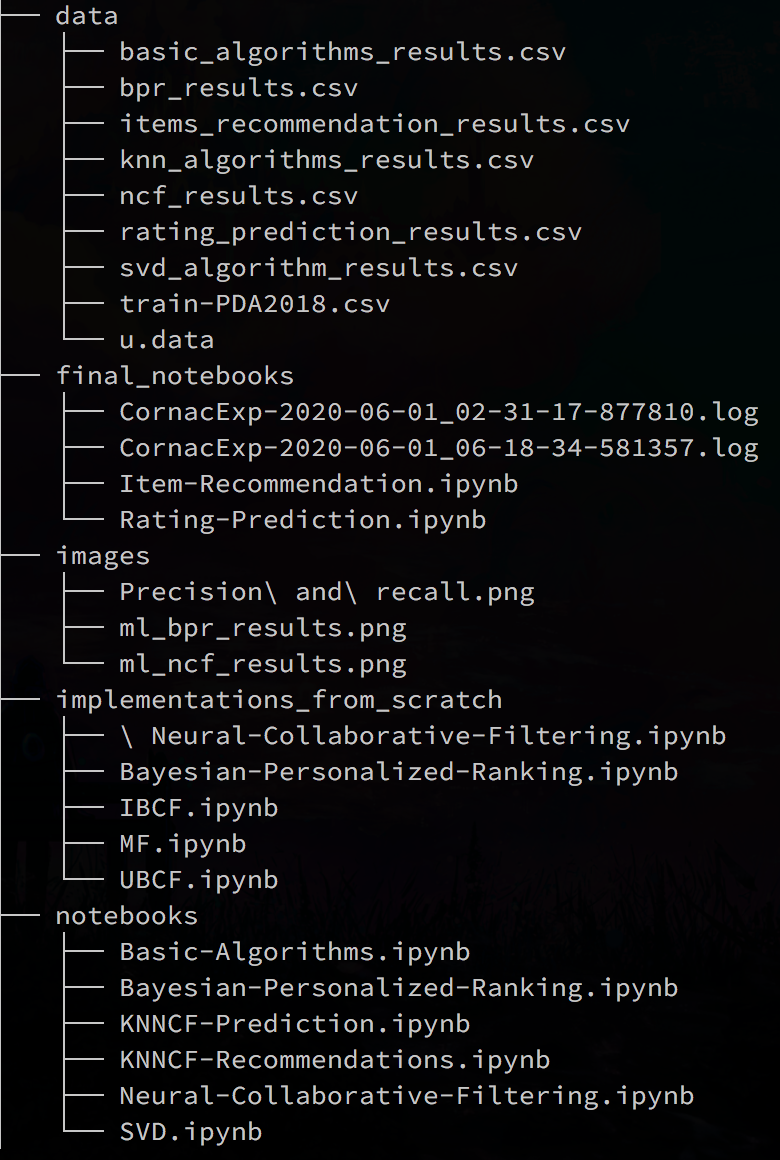 data
basic_algorithms_results.csv
bpr_results.csv
items_recommendation_results.csv
knn_algorithms_results.csv
ncf_results.csv
rating_prediction_results.csv
svd_algorithm_results.csv
train-PDA2018.csv
u.data
final_notebooks
CornacExp-2020-06-01_02-31-17-877810.log
CornacExp-2020-06-01_06-18-34-581357.log
Item-Recommendation.ipynb
Rating-Prediction.ipynb
images
Precision\ and\ recall.png
ml_bpr_results.png
ml_ncf_results.png
implementations_from_scratch
\ Neural-Collaborative-Filtering.ipynb
Bayesian-Personalized-Ranking.ipynb
IBCF.ipynb
MF.ipynb
UBCF.ipynb
notebooks
Basic-Algorithms.ipynb
Bayesian-Personalized-Ranking.ipynb
KNNCF-Prediction.ipynb
KNNCF-Recommendations.ipynb
Neural-Collaborative-Filtering.ipynb
SVD.ipynb